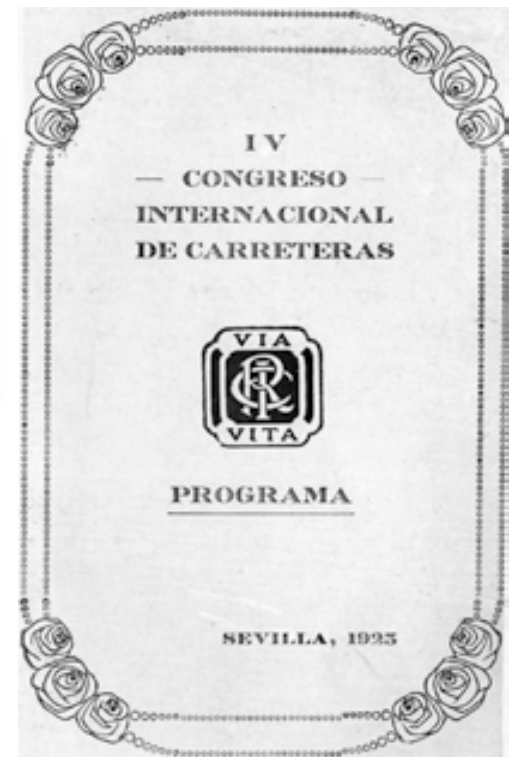 IV
— CONGRESO —
INTERNACIONAL
DE CARRETERAS
VIA
VITA
PROGRAMA
SEVILLA, 1923